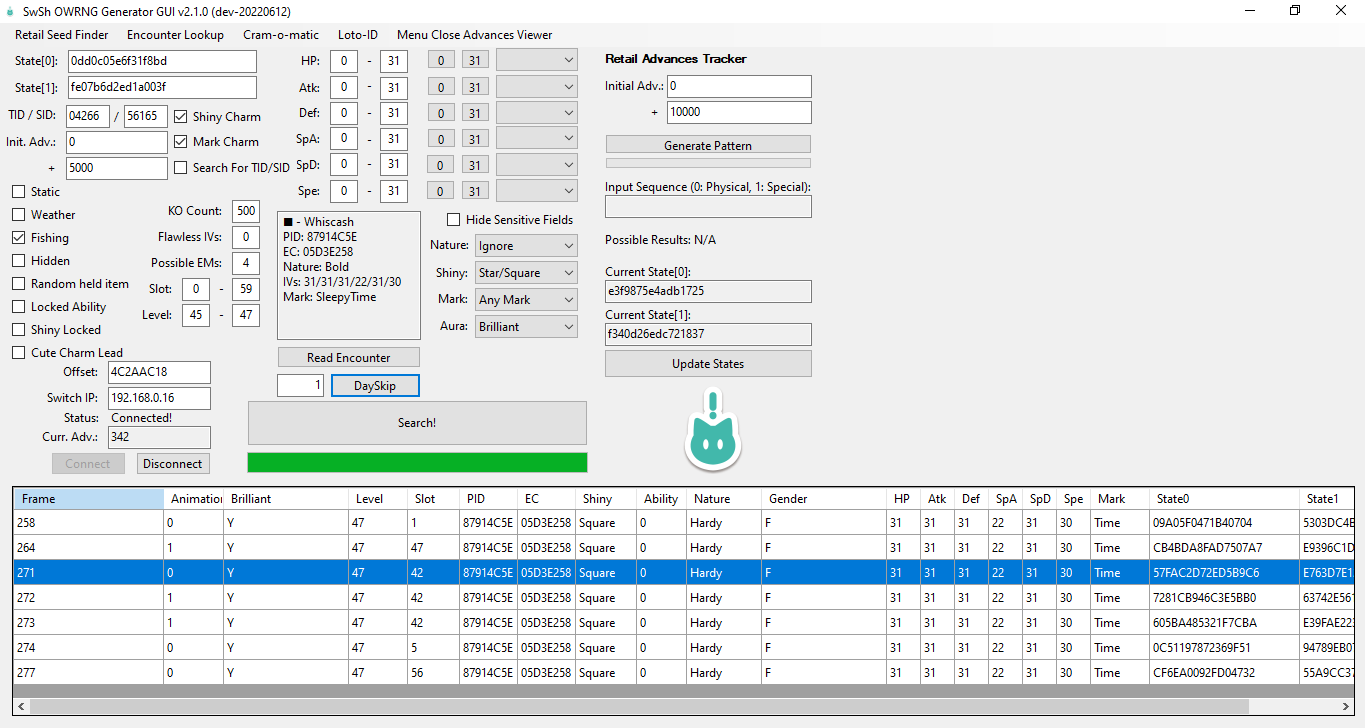 SwSh OWRNG Generator GUI v2.1.0 (dev-20220612)
Retail Seed Finder Encounter Lookup Cram-o-matic Loto-ID Menu Close Advances Viewer
State[0]: 0dd0c05e6f31f8bd
State[1]: fe07b6d2ed1a003f
TID / SID: 04266 / 56165 Shiny Charm
Init. Adv.: 0 Mark Charm
+ 5000 Search For TID/SID
Static
Weather
Fishing
Hidden
Random held item
Locked Ability
Shiny Locked
Cute Charm Lead
KO Count: 500
Flawless IVs: 0
Possible EMs: 4
Slot: 0 - 59
Level: 45 - 47
Offset: 4C2AAC18
Switch IP: 192.168.0.16
Status: Connected!
Curr. Adv.: 342
Connect Disconnect
HP: 0 - 31 0 31
Atk: 0 - 31 0 31
Def: 0 - 31 0 31
SpA: 0 - 31 0 31
SpD: 0 - 31 0 31
Spe: 0 - 31 0 31
■ - Whiscash
PID: 87914C5E
EC: 05D3E258
Nature: Bold
IVs: 31/31/31/22/31/30
Mark: SleepyTime
Read Encounter
1 DaySkip
Search!
Hide Sensitive Fields
Nature: Ignore
Shiny: Star/Square
Mark: Any Mark
Aura: Brilliant
Retail Advances Tracker
Initial Adv.: 0
+ 10000
Generate Pattern
Input Sequence (0: Physical, 1: Special):
Possible Results: N/A
Current State[0]:
e3f9875e4adb1725
Current State[1]:
f340d26edc721837
Update States
Frame Animation Brilliant Level Slot PID EC Shiny Ability Nature Gender HP Atk Def SpA SpD Spe Mark State0 State1
258 0 Y 47 1 87914C5E 05D3E258 Square 0 Hardy F 31 31 31 22 31 30 Time 09A05F0471B40704 5303DC4E
264 1 Y 47 47 87914C5E 05D3E258 Square 0 Hardy F 31 31 31 22 31 30 Time CB4BDA8FAD7507A7 E9396C1D
271 0 Y 47 42 87914C5E 05D3E258 Square 0 Hardy F 31 31 31 22 31 30 Time 57FAC2D72ED5B9C6 E763D7E1
272 1 Y 47 42 87914C5E 05D3E258 Square 0 Hardy F 31 31 31 22 31 30 Time 7281CB946C3E5BB0 63742E561
273 1 Y 47 42 87914C5E 05D3E258 Square 0 Hardy F 31 31 31 22 31 30 Time 605BA485321F7CBA E39FAE223
274 0 Y 47 5 87914C5E 05D3E258 Square 0 Hardy F 31 31 31 22 31 30 Time 0C51197872369F51 94789EB07
277 0 Y 47 56 87914C5E 05D3E258 Square 0 Hardy F 31 31 31 22 31 30 Time CF6EA0092FD04732 55A9CC37